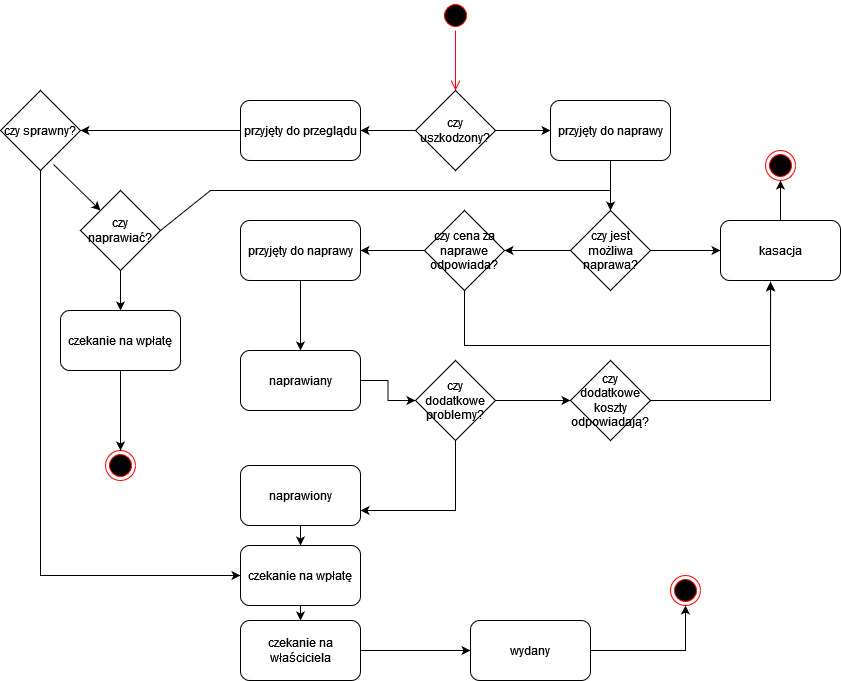 czy
uszkodzony?
czy sprawny?
przyjęty do przeglądu
przyjęty do naprawy
czy
naprawiać?
przyjęty do naprawy
czy cena za
naprawe
odpowiada?
czy jest
możliwa
naprawa?
kasacja
czekanie na wpłatę
naprawiany
czy
dodatkowe
problemy?
czy
dodatkowe
koszty
odpowiadają?
naprawiony
czekanie na wpłatę
czekanie na
właściciela
wydany